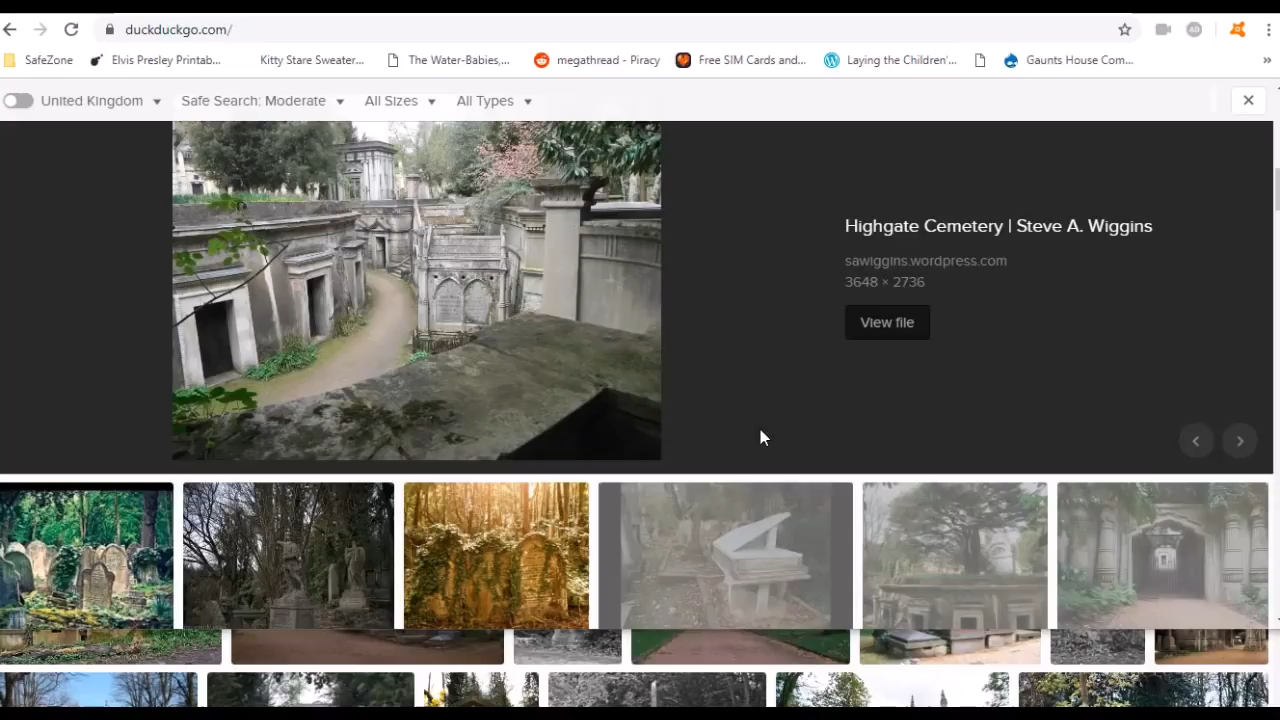 duckduckgo.com/
SafeZone Elvis Presley Printab... Kitty Stare Sweater... The Water-Babies,... megathread - Piracy Free SIM Cards and... Laying the Children'... Gaunts House Com... »
United Kingdom Safe Search: Moderate All Sizes All Types
Highgate Cemetery | Steve A. Wiggins
sawiggins.wordpress.com
3648 × 2736
View file